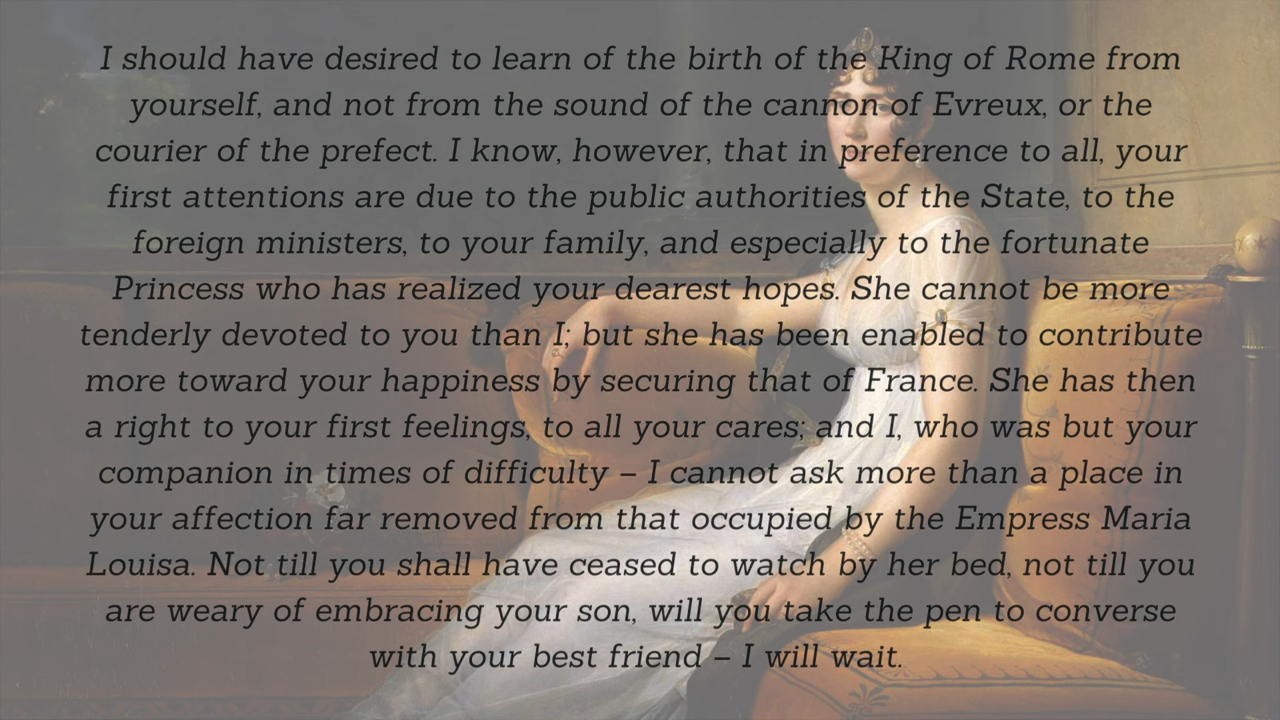 I should have desired to learn of the birth of the King of Rome from
yourself, and not from the sound of the cannon of Evreux, or the
courier of the prefect. I know, however, that in preference to all, your
first attentions are due to the public authorities of the State, to the
foreign ministers, to your family, and especially to the fortunate
Princess who has realized your dearest hopes. She cannot be more
tenderly devoted to you than I; but she has been enabled to contribute
more toward your happiness by securing that of France. She has then
a right to your first feelings, to all your cares; and I, who was but your
companion in times of difficulty – I cannot ask more than a place in
your affection far removed from that occupied by the Empress Maria
Louisa. Not till you shall have ceased to watch by her bed, not till you
are weary of embracing your son, will you take the pen to converse
with your best friend – I will wait.